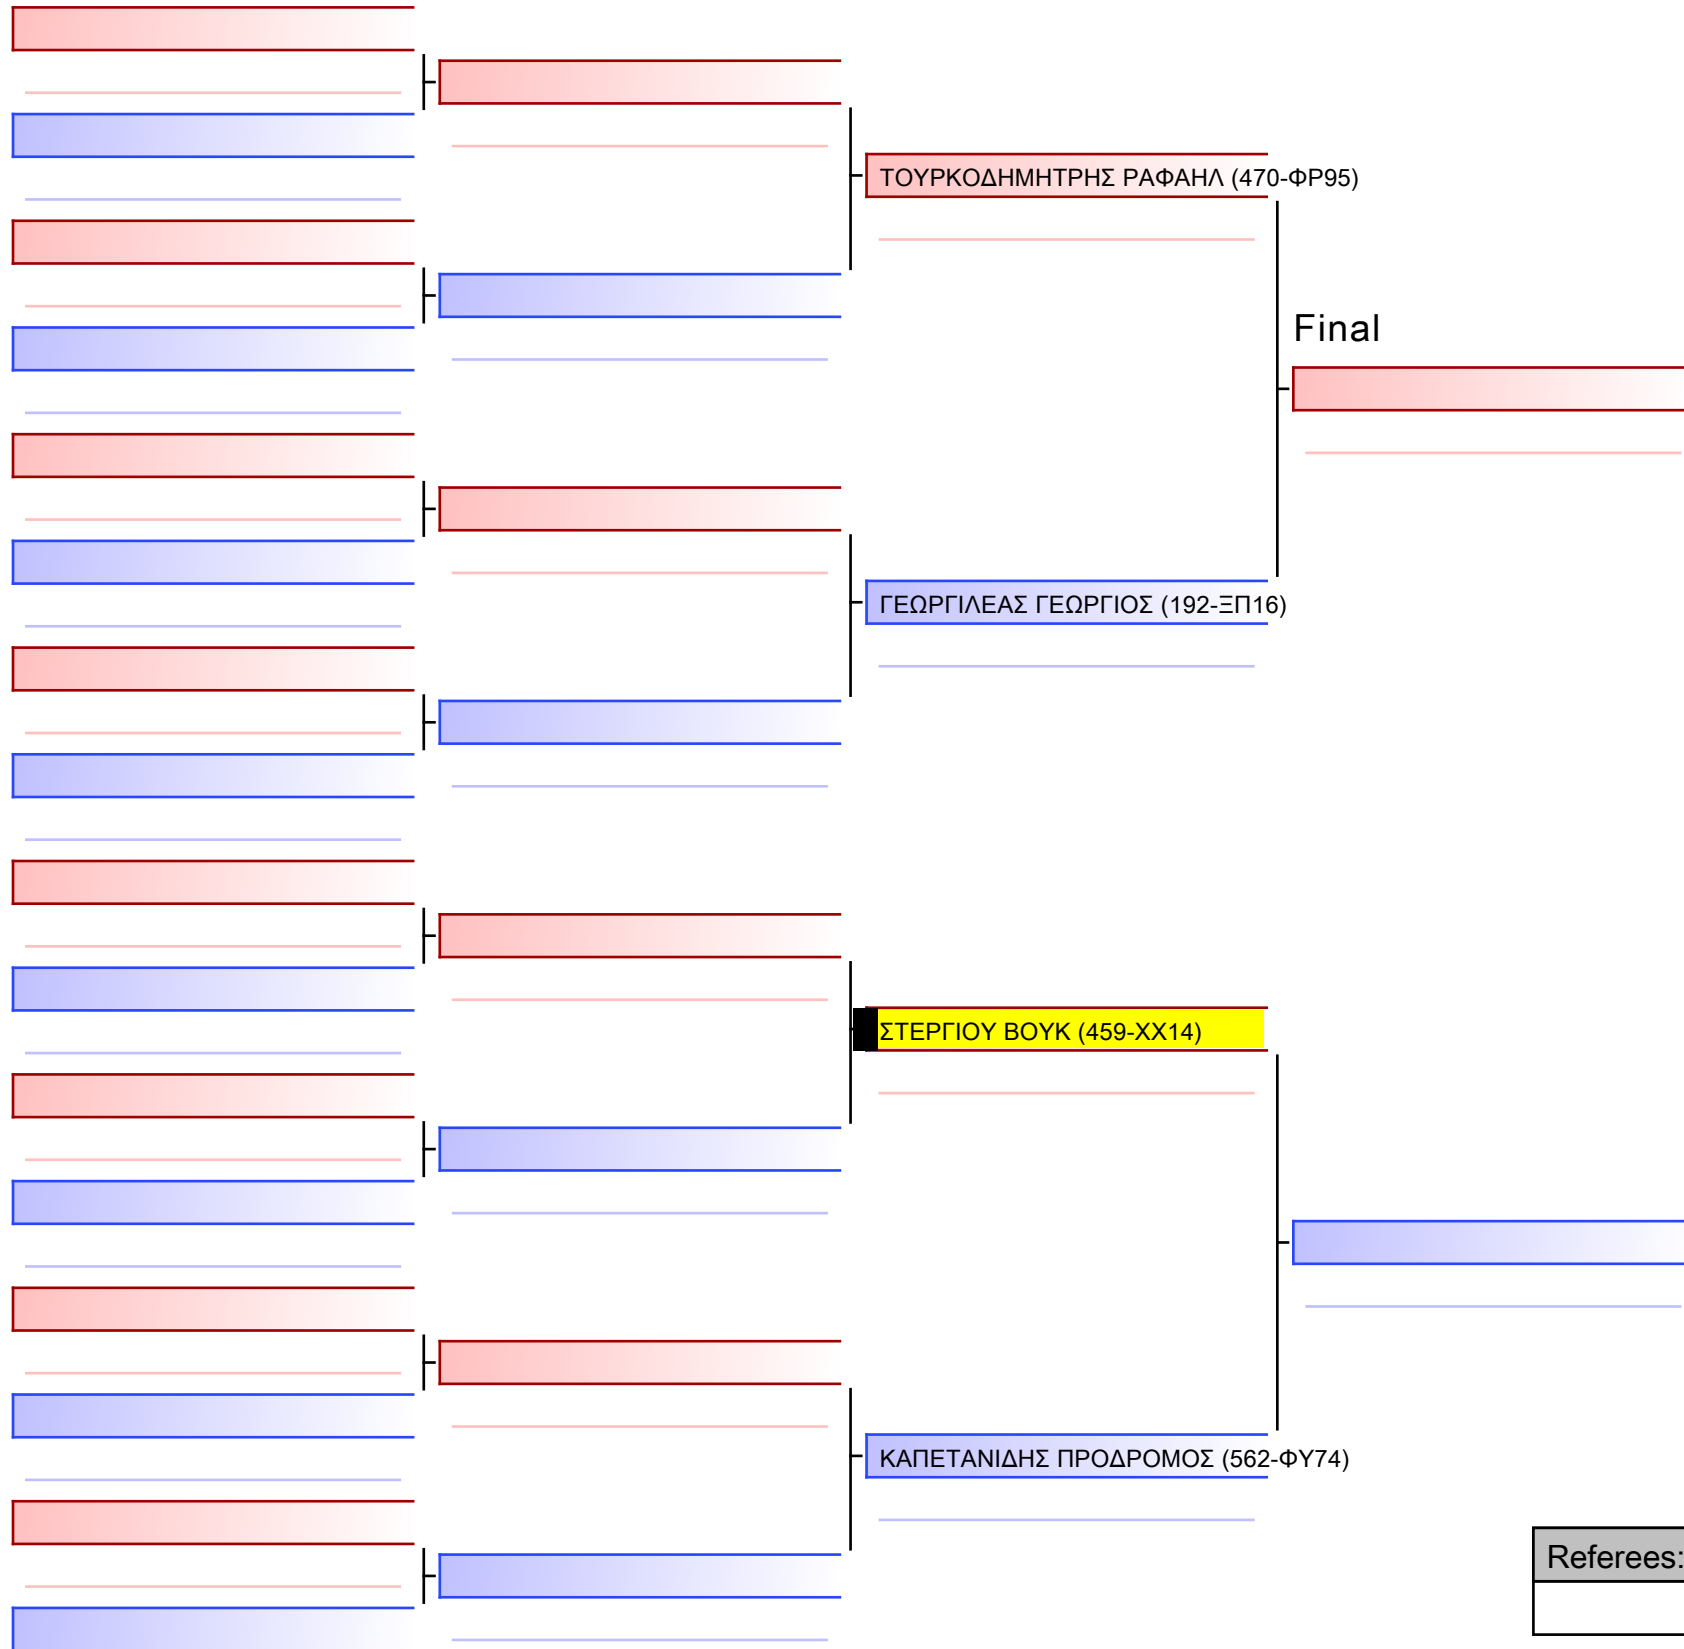 ΤΟΥΡΚΟΔΗΜΗΤΡΗΣ ΡΑΦΑΗΛ (470-ΦΡ95)
Final
ΓΕΩΡΓΙΛΕΑΣ ΓΕΩΡΓΙΟΣ (192-ΞΠ16)
ΣΤΕΡΓΙΟΥ ΒΟΥΚ (459-ΧΧ14)
ΚΑΠΕΤΑΝΙΔΗΣ ΠΡΟΔΡΟΜΟΣ (562-ΦΥ74)
Referees: